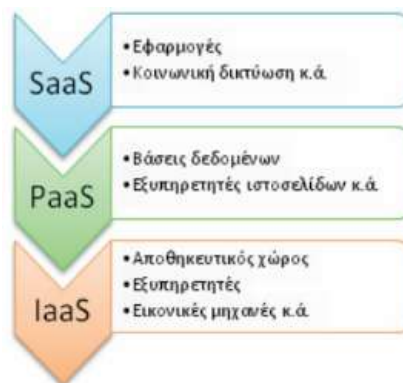 SaaS
• Εφαρμογές
• Κοινωνική δικτύωση κ.ά.
PaaS
• Βάσεις δεδομένων
• Εξυπηρετητές ιστοσελίδων κ.ά.
IaaS
• Αποθηκευτικός χώρος
• Εξυπηρετητές
• Εικονικές μηχανές κ.ά.